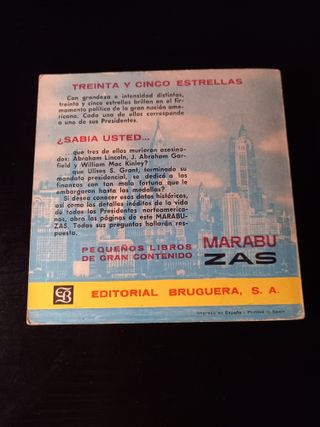 TREINTA Y CINCO ESTRELLAS
Con grandeza e intensidad distintas,
treinta y cinco estrellas brillan en el fir-
mamento político de la gran nación ame-
ricana. Cada una de ellas corresponde
a uno de sus Presidentes.
¿SABIA USTED...
que tres de ellos murieron asesina-
dos: Abraham Lincoln, J. Abraham Gar-
field y William Mac Kinley?
que Ulises S. Grant, terminado su
mandato presidencial, se dedicó a las
finanzas con tan mala fortuna que le
embargaron hasta las medallas?
Si desea conocer esos datos históricos,
así como los detalles inéditos de la vida
de todos los Presidentes norteamerica-
nos, abra las páginas de este MARABU-
ZAS. Todas sus preguntas hallarán res-
puesta.
PEQUEÑOS LIBROS
DE GRAN CONTENIDO
MARABU
ZAS
EB
EDITORIAL BRUGUERA, S. A.
Impreso en España - Printed in Spain